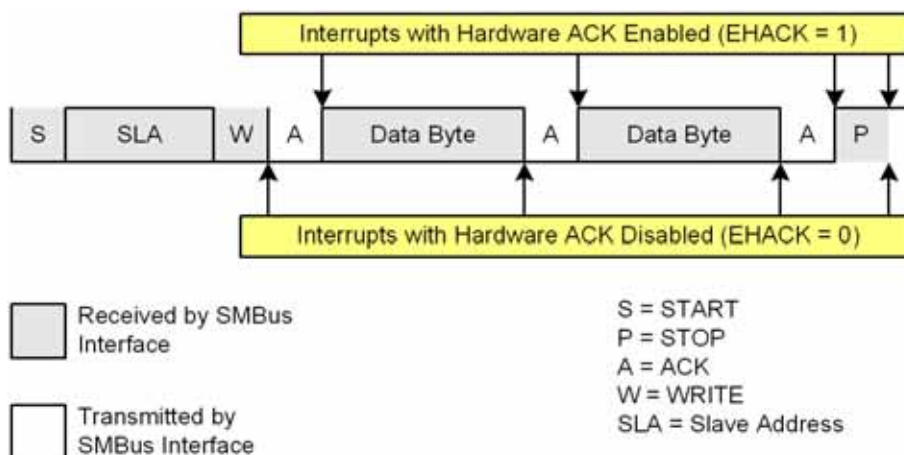 Interrupts with Hardware ACK Enabled (EHACK = 1)
S SLA W A Data Byte A Data Byte A P
Interrupts with Hardware ACK Disabled (EHACK = 0)
Received by SMBus
Interface
Transmitted by
SMBus Interface
S = START
P = STOP
A = ACK
W = WRITE
SLA = Slave Address